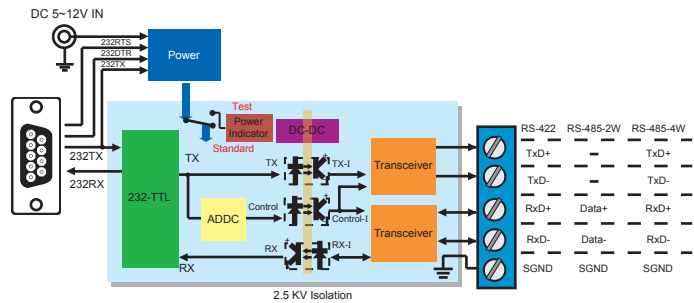 DC 5~12V IN
232RTS
232DTR
232TX
Power
Test
Power
Indicator
DC-DC
Standard
232TX
232RX
232-TTL
TX
TX
TX-I
ADDC
Control
Control-I
RX
RX
RX-I
Transceiver
Transceiver
2.5 KV Isolation
RS-422 RS-485-2W RS-485-4W
TxD+ - TxD+
TxD- - TxD-
RxD+ Data+ RxD+
RxD- Data- RxD-
SGND SGND SGND